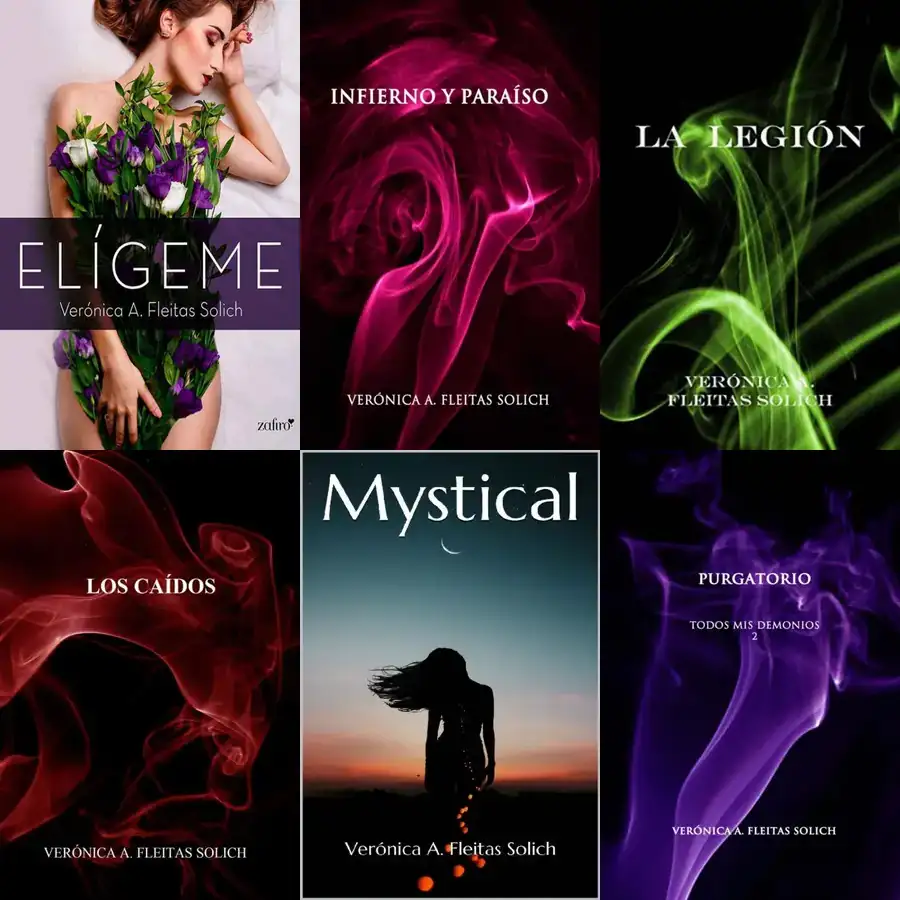 ELÍGEME
Verónica A. Fleitas Solich
zafiro
INFIERNO Y PARAÍSO
VERÓNICA A. FLEITAS SOLICH
LA LEGIÓN
VERÓNICA A.
FLEITAS SOLICH
LOS CAÍDOS
VERÓNICA A. FLEITAS SOLICH
Mystical
Verónica A. Fleitas Solich
PURGATORIO
TODOS MIS DEMONIOS
2
VERÓNICA A. FLEITAS SOLICH